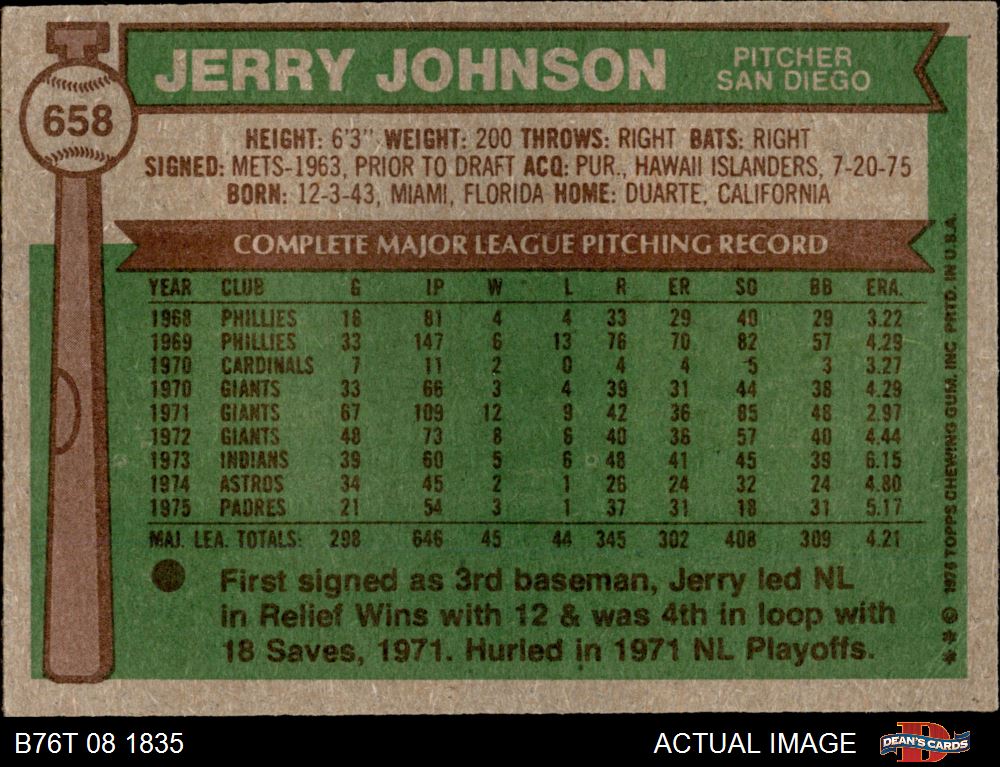 JERRY JOHNSON
PITCHER
SAN DIEGO
658
HEIGHT: 6'3" WEIGHT: 200 THROWS: RIGHT BATS: RIGHT
SIGNED: METS-1963, PRIOR TO DRAFT ACQ: PUR., HAWAII ISLANDERS, 7-20-75
BORN: 12-3-43, MIAMI, FLORIDA HOME: DUARTE, CALIFORNIA
COMPLETE MAJOR LEAGUE PITCHING RECORD
YEAR CLUB G IP W L R ER SO BB ERA.
1968 PHILLIES 16 81 4 4 33 29 40 29 3.22
1969 PHILLIES 33 147 6 13 76 70 82 57 4.29
1970 CARDINALS 7 11 2 0 4 4 5 3 3.27
1970 GIANTS 33 66 3 4 39 31 44 38 4.29
1971 GIANTS 67 109 12 9 42 36 85 48 2.97
1972 GIANTS 48 73 8 6 40 36 57 40 4.44
1973 INDIANS 39 60 5 6 48 41 45 39 6.15
1974 ASTROS 34 45 2 1 26 24 32 24 4.80
1975 PADRES 21 54 3 1 37 31 18 31 5.17
MAJ. LEA. TOTALS: 298 646 45 44 345 302 408 309 4.21
First signed as 3rd baseman, Jerry led NL
in Relief Wins with 12 & was 4th in loop with
18 Saves, 1971. Hurled in 1971 NL Playoffs.
** © 1976 TOPPS CHEWING GUM, INC PRTD. IN U.S.A.
B76T 08 1835
ACTUAL IMAGE
DEAN'S CARDS